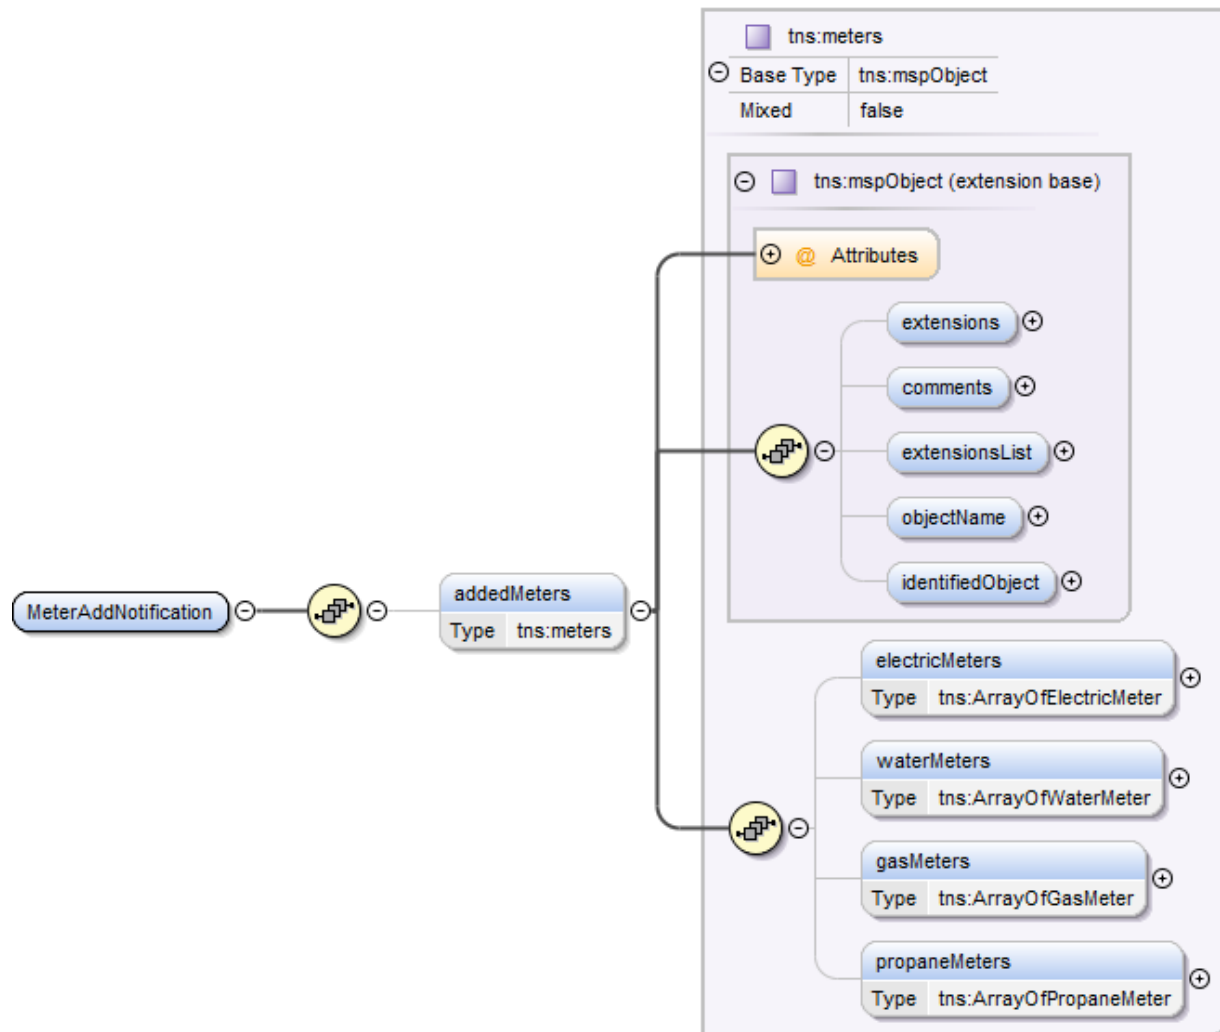 tns:meters
Base Type tns:mspObject
Mixed false
tns:mspObject (extension base)
@ Attributes
extensions
comments
extensionsList
objectName
identifiedObject
MeterAddNotification
addedMeters
Type tns:meters
electricMeters
Type tns:ArrayOfElectricMeter
waterMeters
Type tns:ArrayOfWaterMeter
gasMeters
Type tns:ArrayOfGasMeter
propaneMeters
Type tns:ArrayOfPropaneMeter